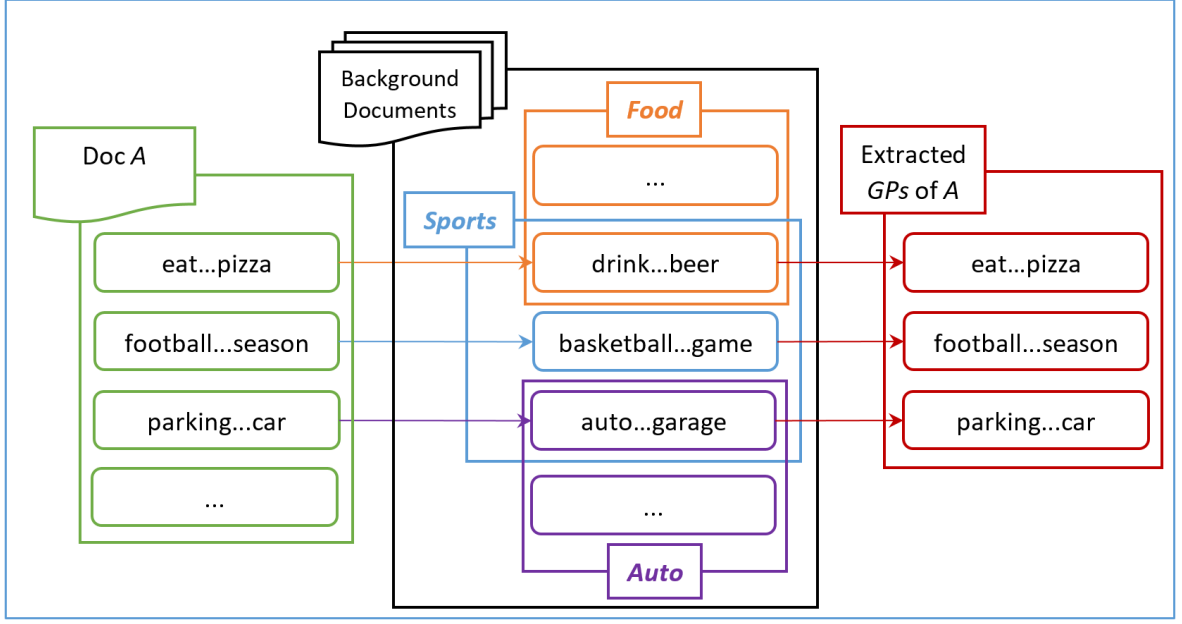 Doc A
eat...pizza
football...season
parking...car
...
Background
Documents
Food
...
Sports
drink...beer
basketball...game
auto...garage
...
Auto
Extracted
GPs of A
eat...pizza
football...season
parking...car